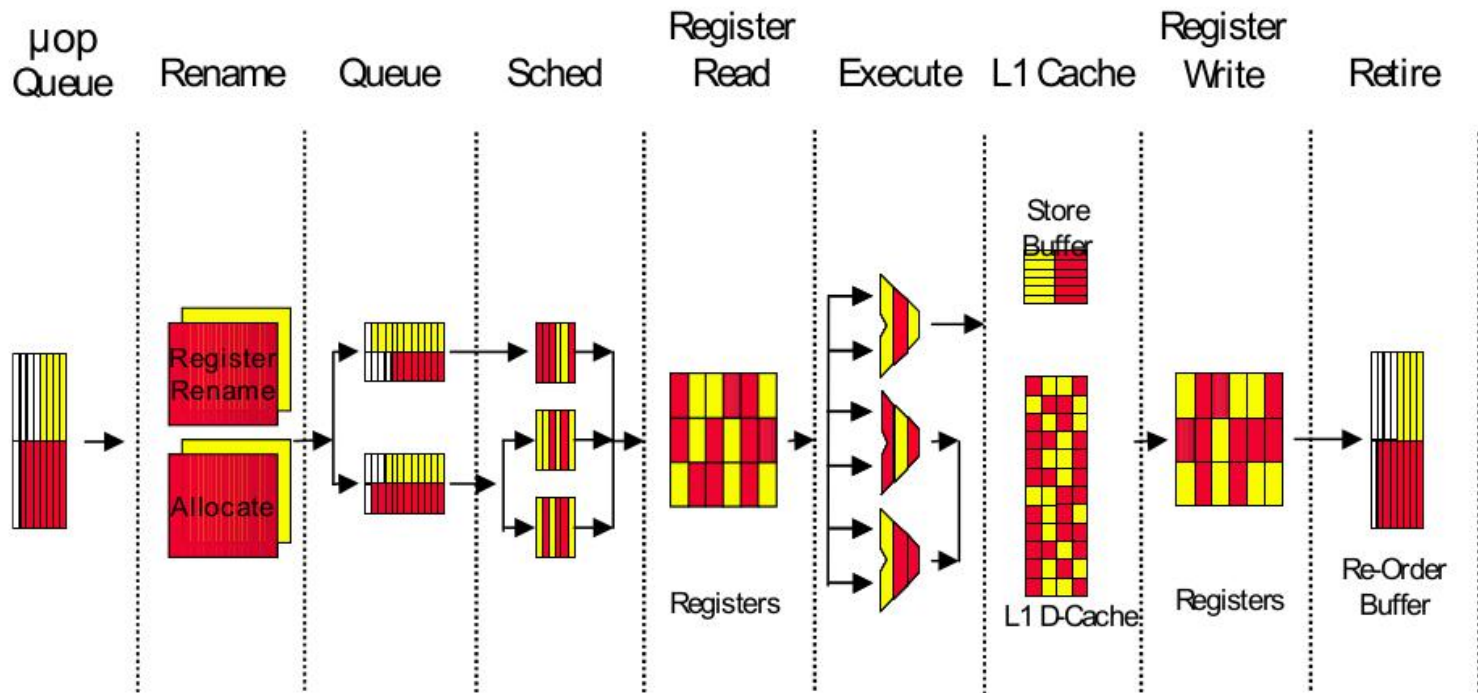 µop
Queue
Rename
Queue
Sched
Register
Read
Execute
L1 Cache
Register
Write
Retire
Register
Rename
Allocate
Registers
Store
Buffer
L1 D-Cache
Registers
Re-Order
Buffer